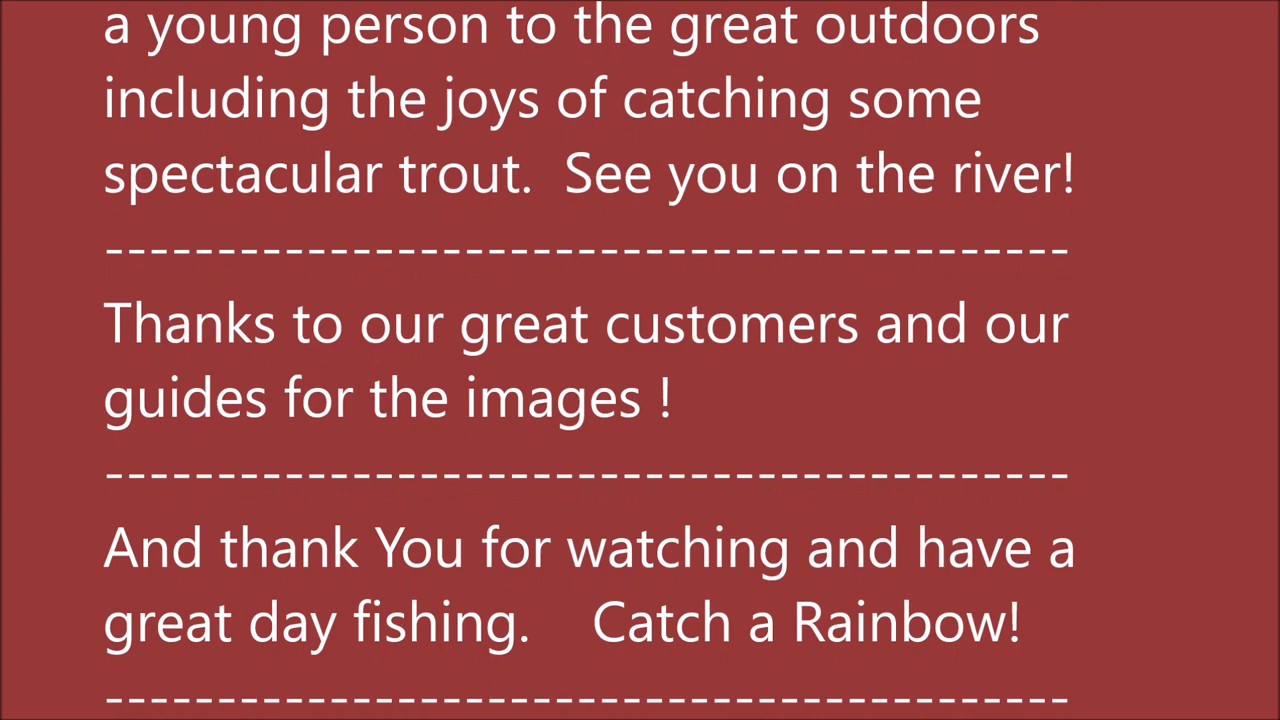 a young person to the great outdoors
including the joys of catching some
spectacular trout.  See you on the river!
-------------------------------------------
Thanks to our great customers and our
guides for the images !
-------------------------------------------
And thank You for watching and have a
great day fishing.    Catch a Rainbow!
-------------------------------------------